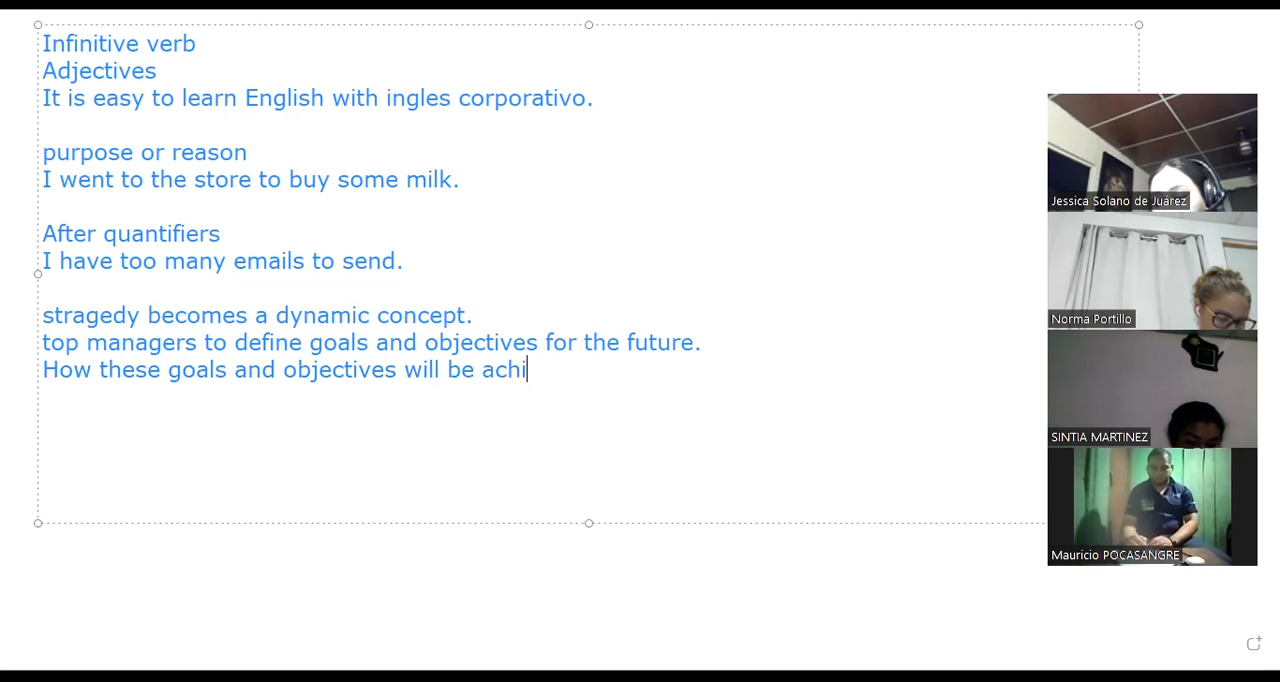 Infinitive verb
Adjectives
It is easy to learn English with ingles corporativo.
purpose or reason
I went to the store to buy some milk.
After quantifiers
I have too many emails to send.
stragedy becomes a dynamic concept.
top managers to define goals and objectives for the future.
How these goals and objectives will be achi
Jessica Solano de Juárez
Norma Portillo
SINTIA MARTINEZ
Mauricio POCASANGRE